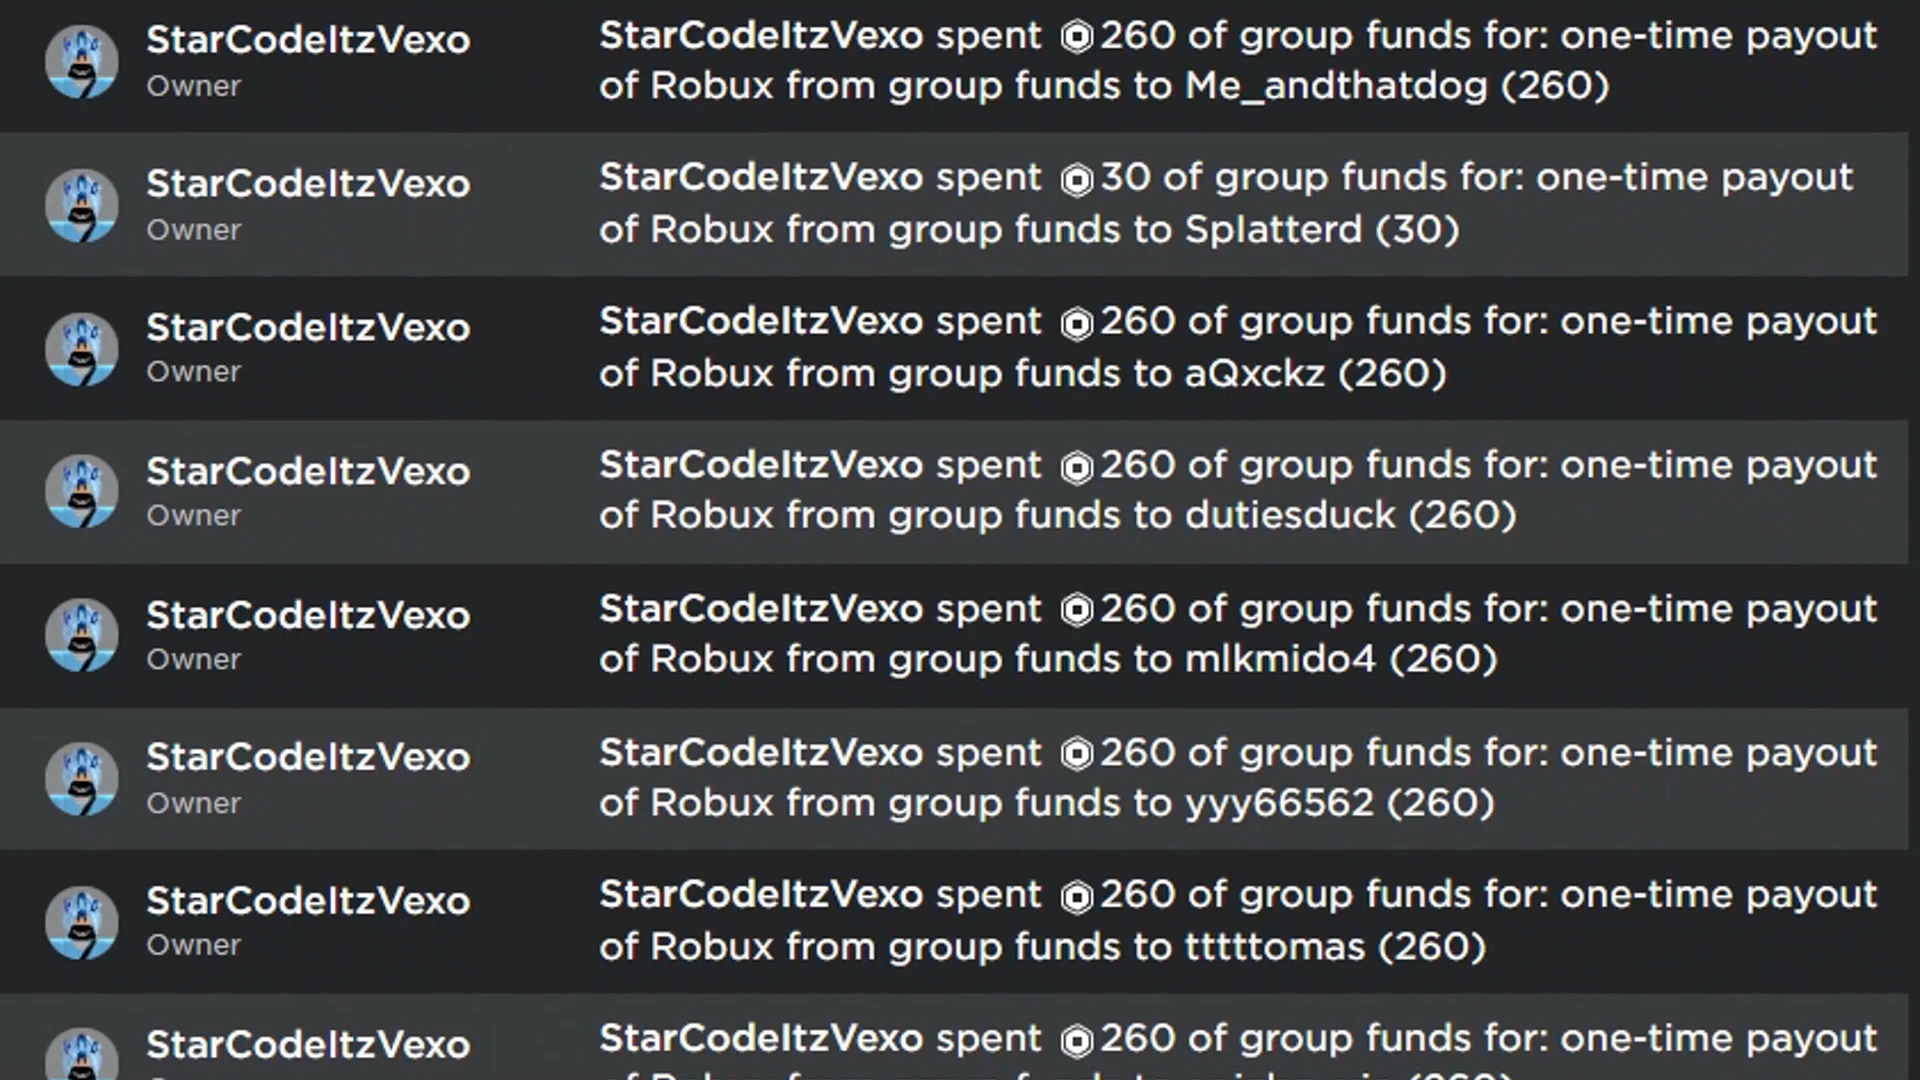 StarCodeItzVexo
Owner
StarCodeItzVexo spent 260 of group funds for: one-time payout
of Robux from group funds to Me_andthatdog (260)
StarCodeItzVexo
Owner
StarCodeItzVexo spent 30 of group funds for: one-time payout
of Robux from group funds to Splatterd (30)
StarCodeItzVexo
Owner
StarCodeItzVexo spent 260 of group funds for: one-time payout
of Robux from group funds to aQxckz (260)
StarCodeItzVexo
Owner
StarCodeItzVexo spent 260 of group funds for: one-time payout
of Robux from group funds to dutiesduck (260)
StarCodeItzVexo
Owner
StarCodeItzVexo spent 260 of group funds for: one-time payout
of Robux from group funds to mlkmido4 (260)
StarCodeItzVexo
Owner
StarCodeItzVexo spent 260 of group funds for: one-time payout
of Robux from group funds to yyy66562 (260)
StarCodeItzVexo
Owner
StarCodeItzVexo spent 260 of group funds for: one-time payout
of Robux from group funds to tttttomas (260)
StarCodeItzVexo
StarCodeItzVexo spent 260 of group funds for: one-time payout
of Robux from group funds to (260)